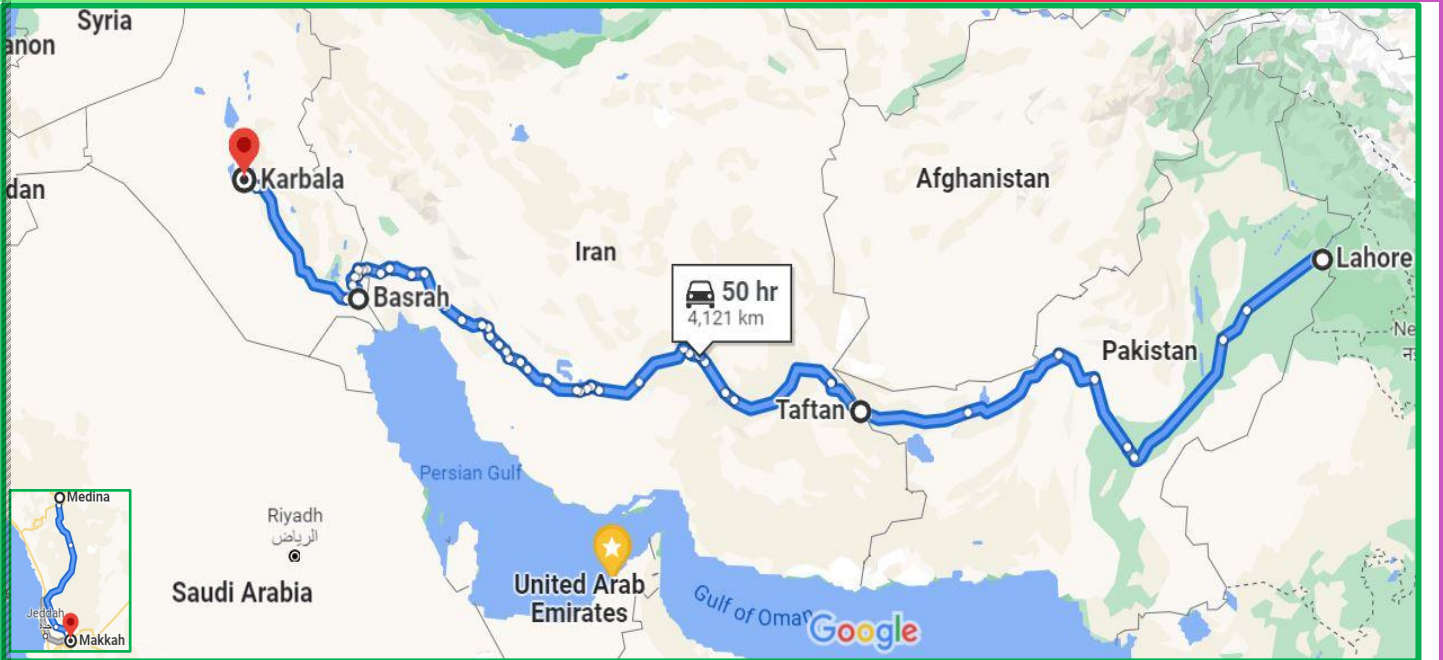 Syria
anon
Karbala
dan
Afghanistan
Iran
Lahore
50 hr
4,121 km
Basrah
Ne
Pakistan
Taftan
Persian Gulf
Medina
Riyadh
الرياض
Saudi Arabia
United Arab
Emirates
Gulf of Oman
Google
Jeddah
Makkah